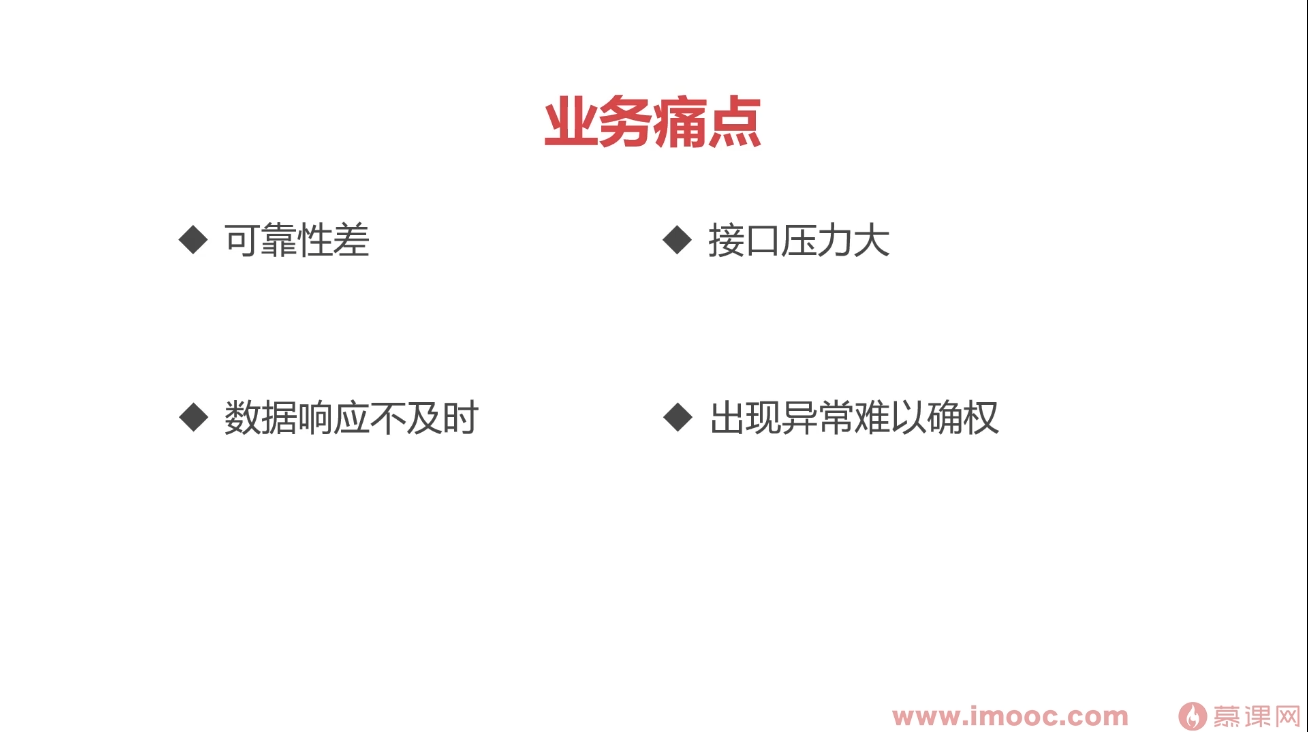 业务痛点
◆ 可靠性差
◆ 接口压力大
◆ 数据响应不及时
◆ 出现异常难以确权
www.imooc.com 慕课网